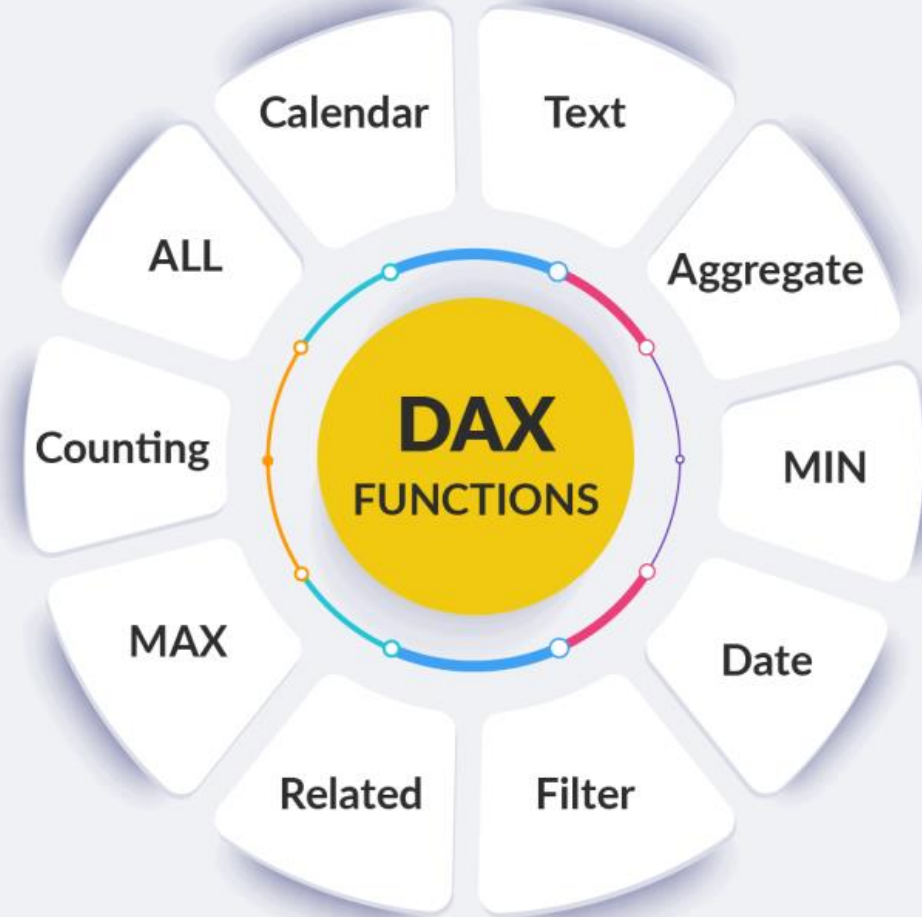 Calendar
Text
ALL
Aggregate
Counting
DAX
FUNCTIONS
MIN
MAX
Date
Related
Filter